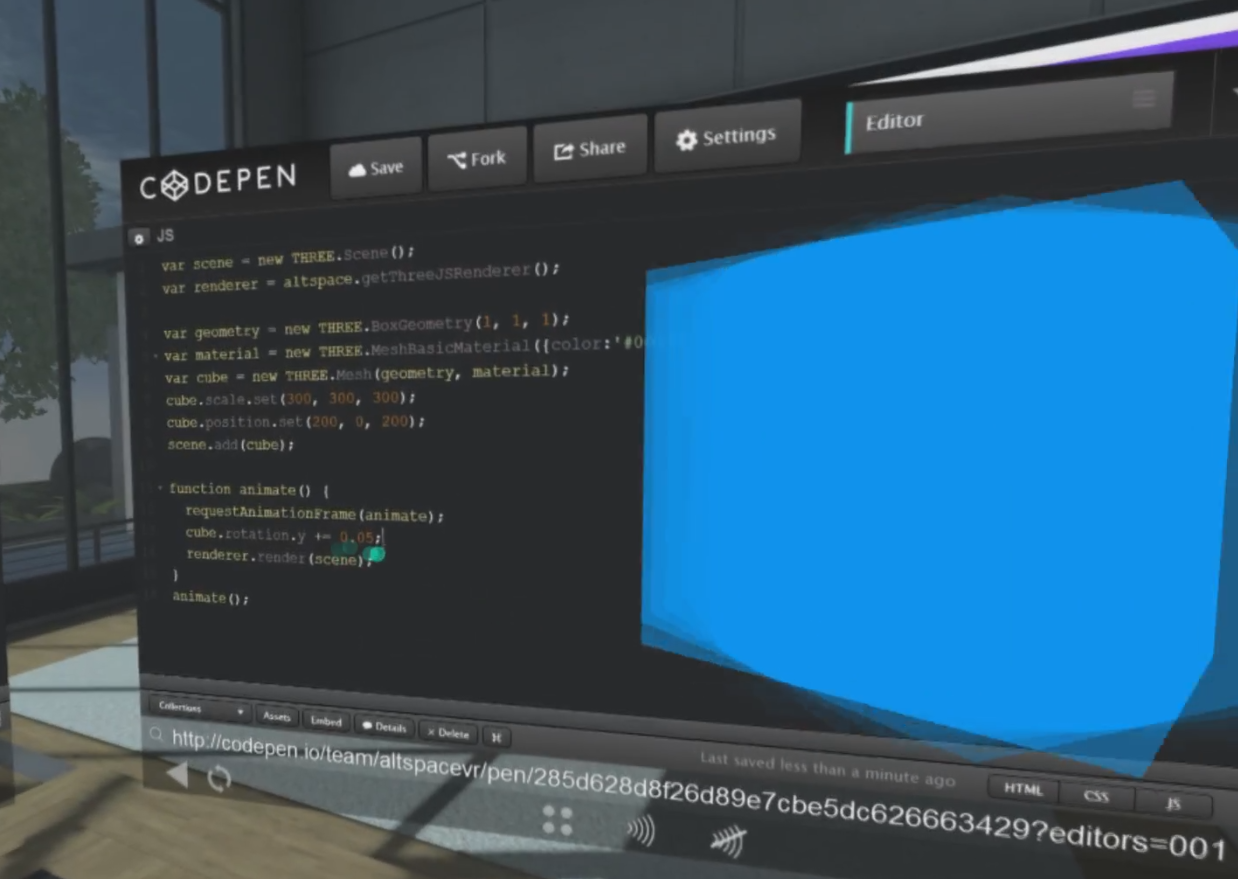 CODEPEN
Save
Fork
Share
Settings
Editor
JS
var scene = new THREE.Scene();
var renderer = altspace.getThreeJSRenderer();
var geometry = new THREE.BoxGeometry(1, 1, 1);
var material = new THREE.MeshBasicMaterial({color:'#0
var cube = new THREE.Mesh(geometry, material);
cube.scale.set(300, 300, 300);
cube.position.set(200, 0, 200);
scene.add(cube);
function animate() {
requestAnimationFrame(animate);
cube.rotation.y += 0.05;
renderer.render(scene);
}
animate();
Collections Assets Embed Details × Delete ⌘
Last saved less than a minute ago
HTML CSS JS
http://codepen.io/team/altspacevr/pen/285d628d8f26d89e7cbe5dc626663429?editors=001